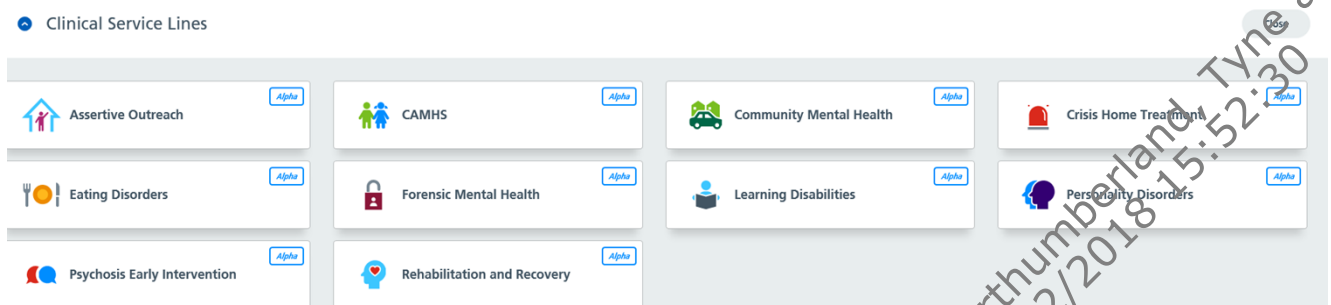 Clinical Service Lines
Close
Alpha
Assertive Outreach
Alpha
CAMHS
Alpha
Community Mental Health
Alpha
Crisis Home Treatment
Alpha
Eating Disorders
Alpha
Forensic Mental Health
Alpha
Learning Disabilities
Alpha
Personality Disorders
Alpha
Psychosis Early Intervention
Alpha
Rehabilitation and Recovery
Tyne
2/2018 15:52:30